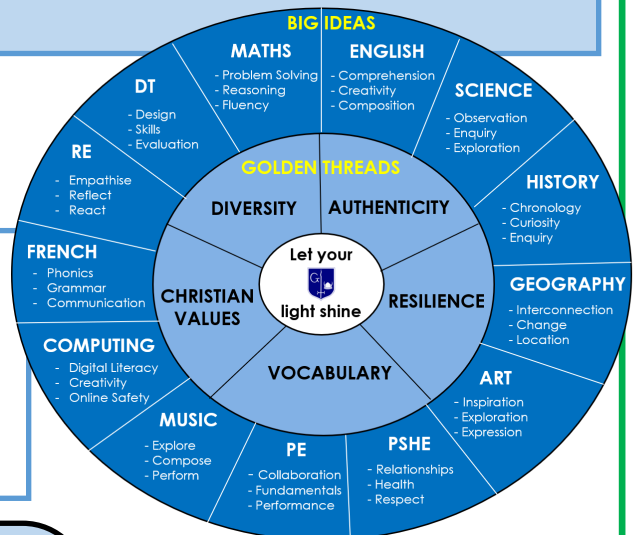 BIG IDEAS
MATHS
- Problem Solving
- Reasoning
- Fluency
ENGLISH
- Comprehension
- Creativity
- Composition
SCIENCE
- Observation
- Enquiry
- Exploration
HISTORY
- Chronology
- Curiosity
- Enquiry
GEOGRAPHY
- Interconnection
- Change
- Location
ART
- Inspiration
- Exploration
- Expression
PSHE
- Relationships
- Health
- Respect
PE
- Collaboration
- Fundamentals
- Performance
MUSIC
- Explore
- Compose
- Perform
COMPUTING
- Digital Literacy
- Creativity
- Online Safety
FRENCH
- Phonics
- Grammar
- Communication
RE
- Empathise
- Reflect
- React
DT
- Design
- Skills
- Evaluation
GOLDEN THREADS
DIVERSITY
AUTHENTICITY
RESILIENCE
VOCABULARY
CHRISTIAN
VALUES
Let your
light shine